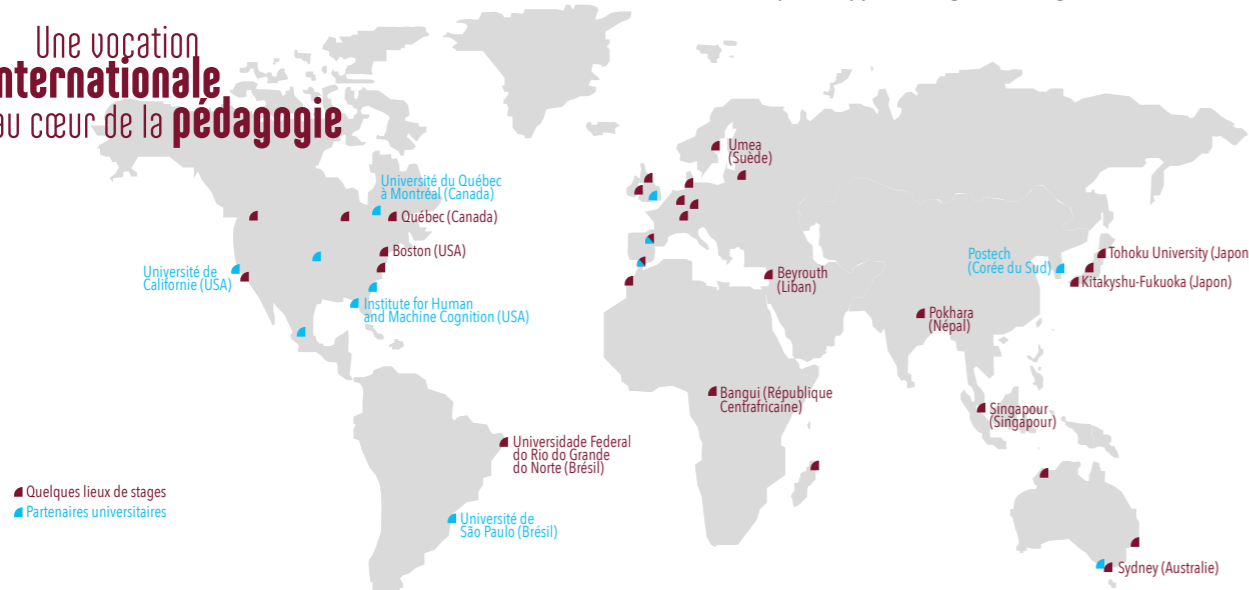 Une vocation
internationale
au cœur de la pédagogie
Umea
(Suède)
Université du Québec
à Montréal (Canada)
Québec (Canada)
Boston (USA)
Université de
Californie (USA)
Institute for Human
and Machine Cognition (USA)
Beyrouth
(Liban)
Postech
(Corée du Sud)
Tohoku University (Japon
Kitakyshu-Fukuoka (Japon)
Pokhara
(Népal)
Bangui (République
Centrafricaine)
Singapour
(Singapour)
Universidade Federal
do Rio do Grande
do Norte (Brésil)
Quelques lieux de stages
Partenaires universitaires
Université de
São Paulo (Brésil)
Sydney (Australie)